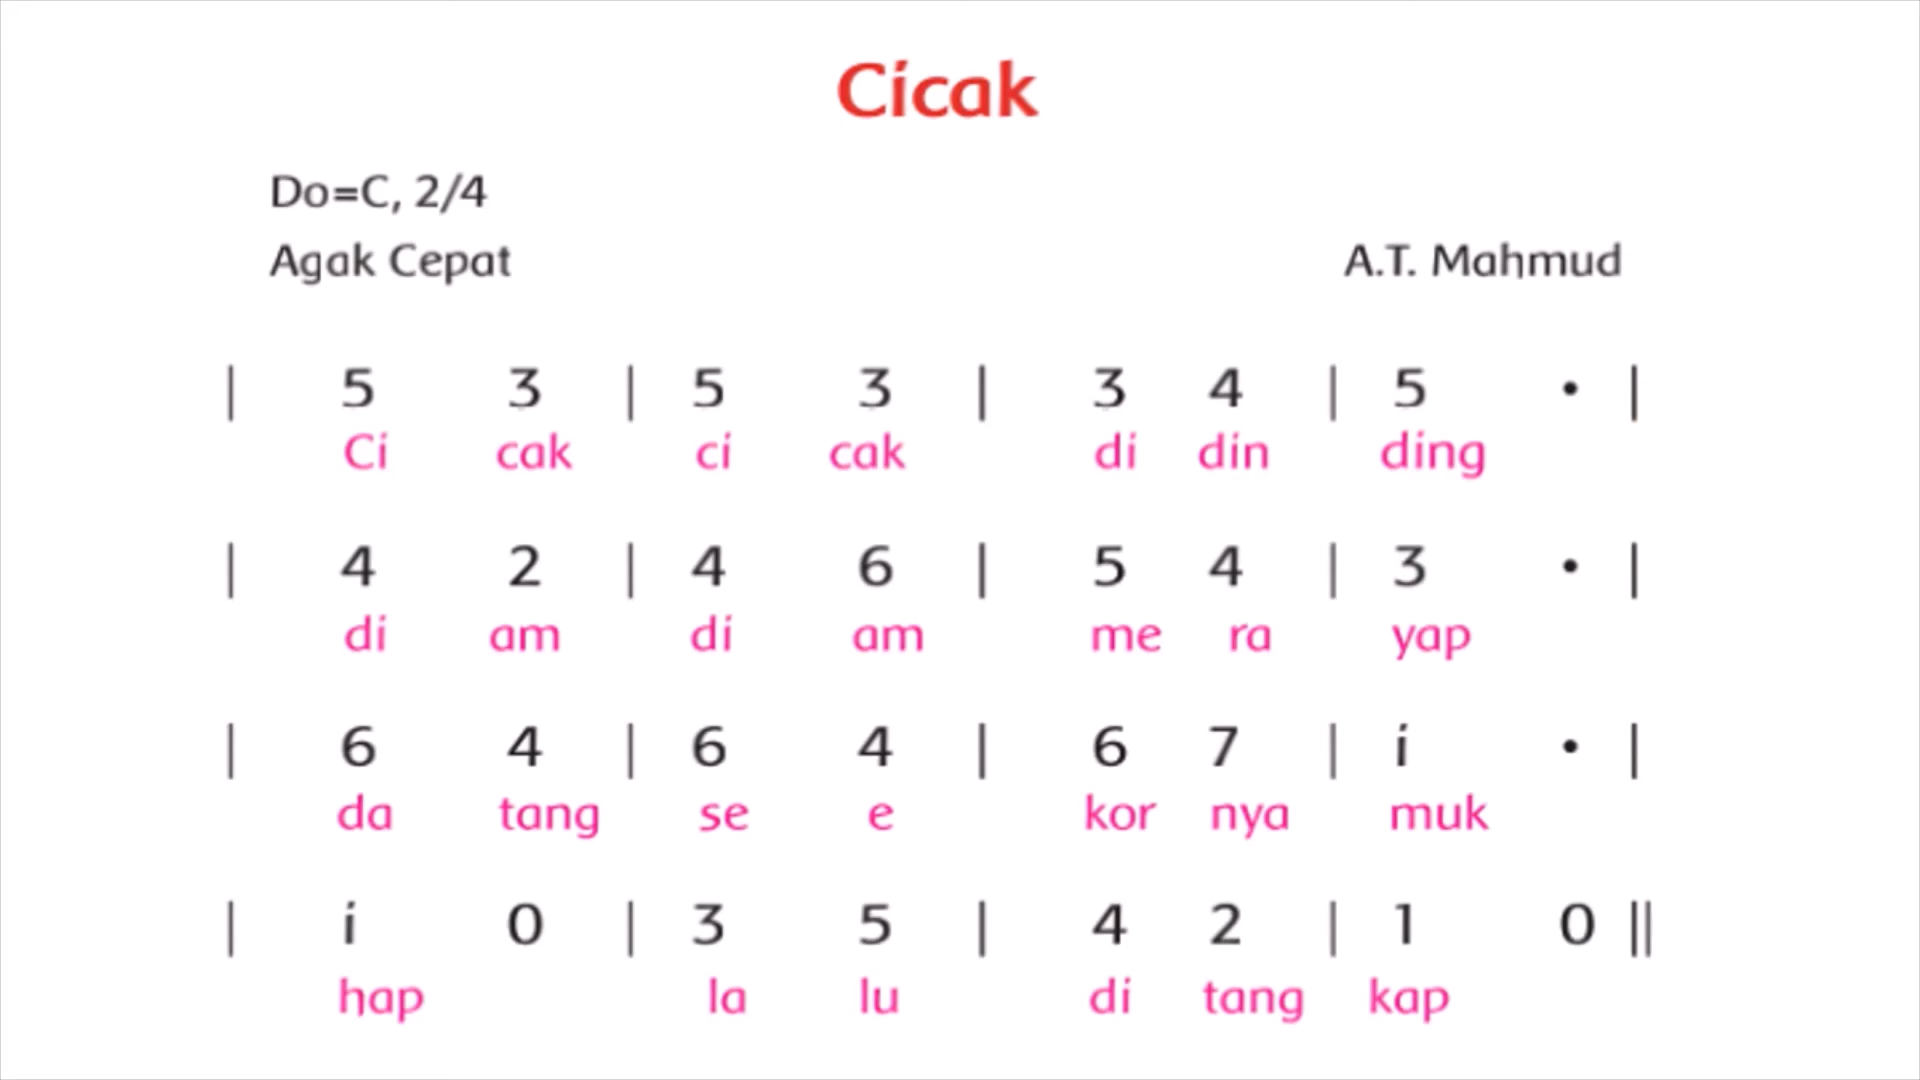 Cicak
Do=C, 2/4
Agak Cepat A.T. Mahmud
| 5 3 | 5 3 | 3 4 | 5 • |
Ci cak ci cak di din ding
| 4 2 | 4 6 | 5 4 | 3 • |
di am di am me ra yap
| 6 4 | 6 4 | 6 7 | i • |
da tang se e kor nya muk
| i 0 | 3 5 | 4 2 | 1 0 ||
hap la lu di tang kap